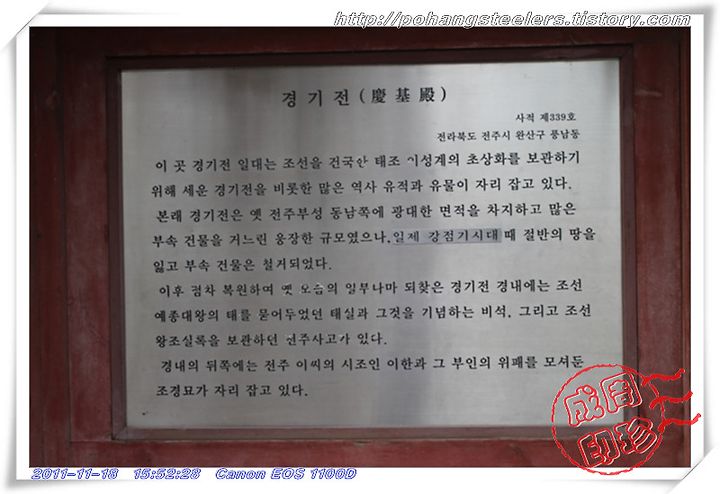 http://pohangsteelers.tistory.com
경기전(慶基殿)
사적 제339호
전라북도 전주시 완산구 풍남동
이 곳 경기전 일대는 조선을 건국한 태조 이성계의 초상화를 보관하기
위해 세운 경기전을 비롯한 많은 역사 유적과 유물이 자리 잡고 있다.
본래 경기전은 옛 전주부성 동남쪽에 광대한 면적을 차지하고 많은
부속 건물을 거느린 웅장한 규모였으나,일제 강점기시대 때 절반의 땅을
잃고 부속 건물은 철거되었다.
이후 점차 복원하여 옛 모습의 일부나마 되찾은 경기전 경내에는 조선
예종대왕의 태를 묻어두었던 태실과 그것을 기념하는 비석, 그리고 조선
왕조실록을 보관하던 전주사고가 있다.
경내의 뒤쪽에는 전주 이씨의 시조인 이한과 그 부인의 위패를 모셔둔
조경묘가 자리 잡고 있다.
成周
印珍
http://pohangsteelers.tistory.com
2011-11-18 15:52:28 Canon EOS 1100D